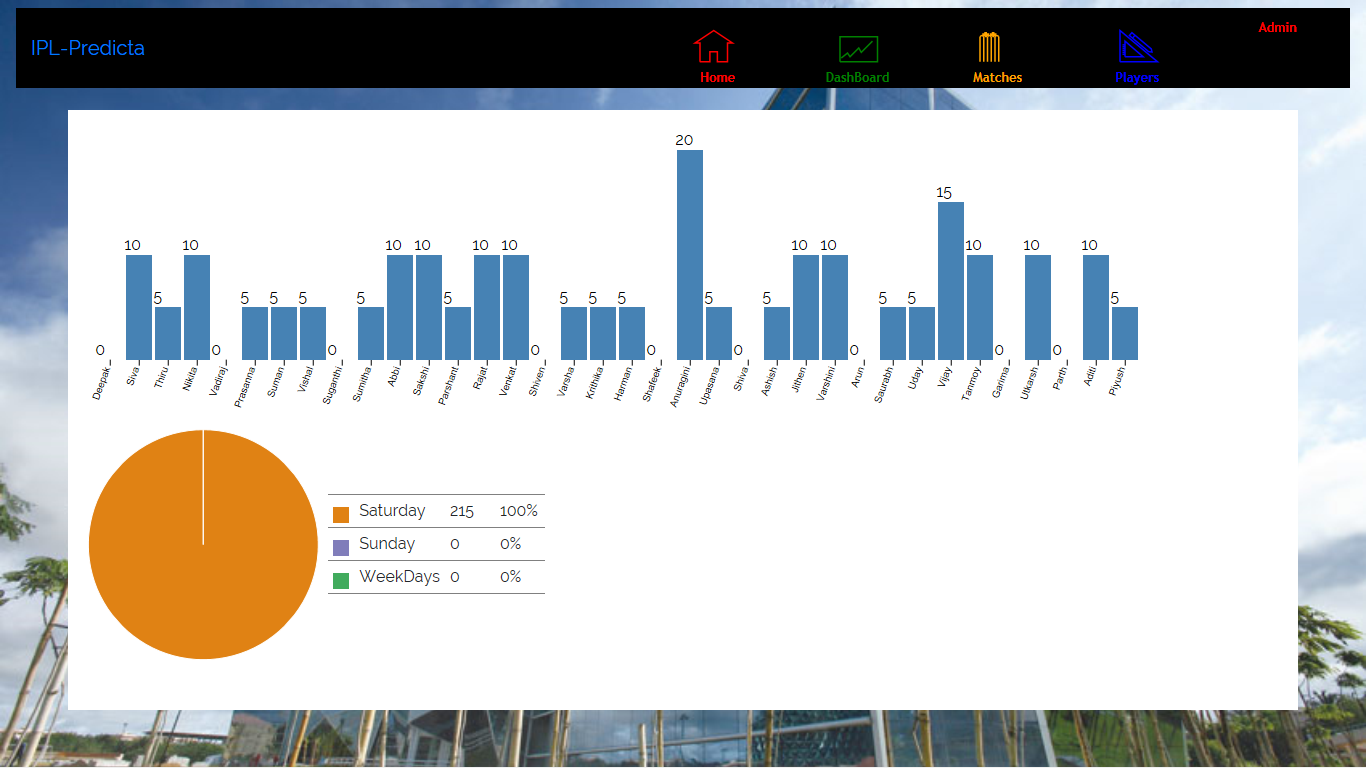 IPL-Predicta
Admin
Home DashBoard Matches Players
0 10 5 10 0 5 5 5 0 5 10 10 5 10 10 0 5 5 5 0 20 5 0 5 10 10 0 5 5 15 10 0 10 0 10 5
Deepak Siva Thiru Nikita Vadiraj Prasanna Suman Vishal Suganthi Sumitha Abbi Sakshi Parshant Rajat Venkat Shiven Varsha Krithika Harman Shafeek Anuragini Upasana Shiva Ashish Jithen Varshini Arun Saurabh Uday Vijay Tanmoy Garima Utkarsh Parth Aditi Piyush
Saturday 215 100%
Sunday 0 0%
WeekDays 0 0%